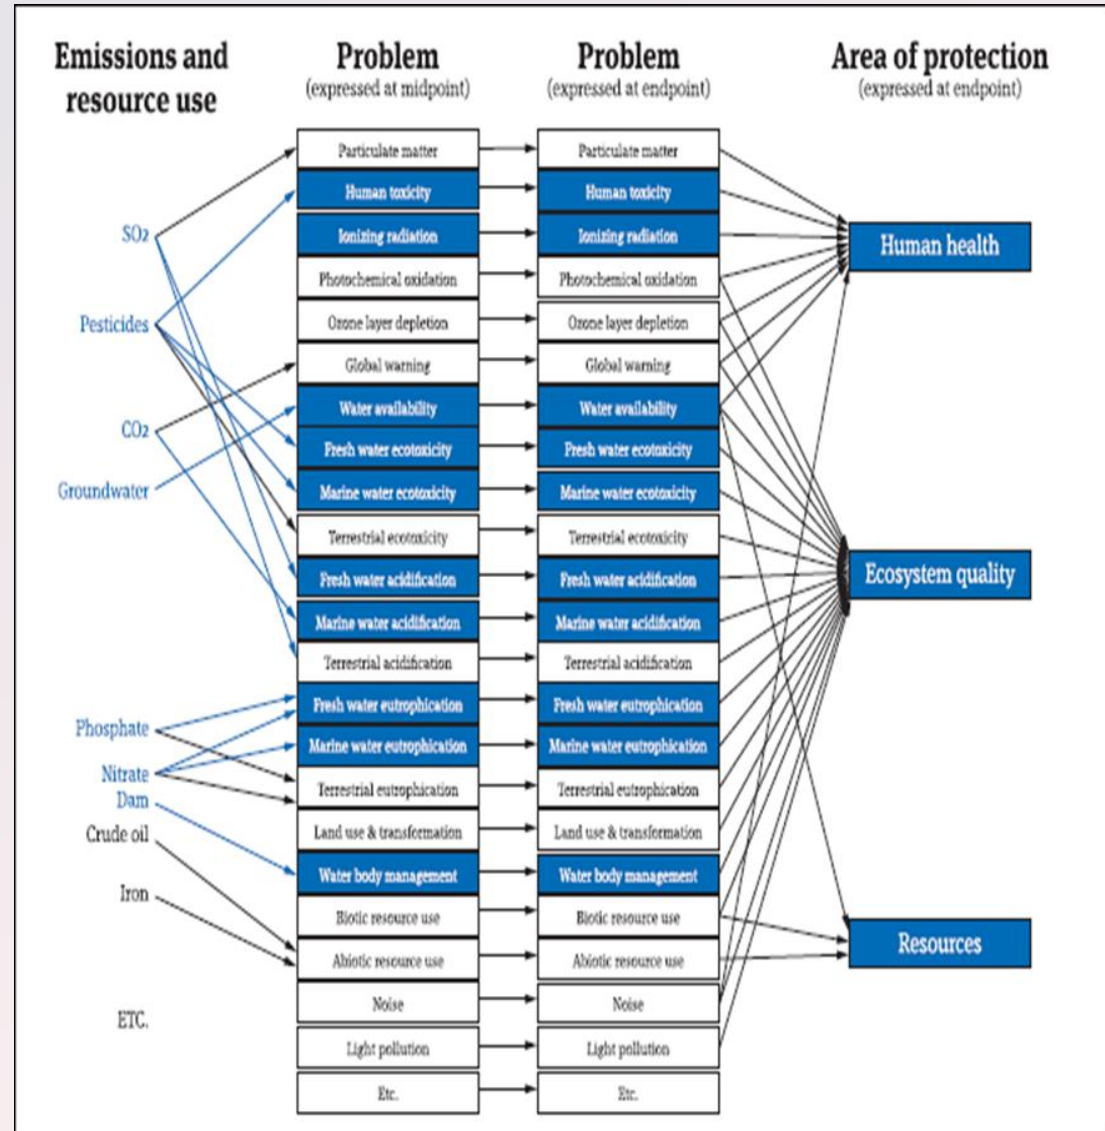 Emissions and
resource use
Problem
(expressed at midpoint)
Problem
(expressed at endpoint)
Area of protection
(expressed at endpoint)
SO2
Pesticides
CO2
Groundwater
Phosphate
Nitrate
Dam
Crude oil
Iron
ETC.
Particulate matter
Human toxicity
Ionizing radiation
Photochemical oxidation
Ozone layer depletion
Global warning
Water availability
Fresh water ecotoxicity
Marine water ecotoxicity
Terrestrial ecotoxicity
Fresh water acidification
Marine water acidification
Terrestrial acidification
Fresh water eutrophication
Marine water eutrophication
Terrestrial eutrophication
Land use & transformation
Water body management
Biotic resource use
Abiotic resource use
Noise
Light pollution
Etc.
Particulate matter
Human toxicity
Ionizing radiation
Photochemical oxidation
Ozone layer depletion
Global warning
Water availability
Fresh water ecotoxicity
Marine water ecotoxicity
Terrestrial ecotoxicity
Fresh water acidification
Marine water acidification
Terrestrial acidification
Fresh water eutrophication
Marine water eutrophication
Terrestrial eutrophication
Land use & transformation
Water body management
Biotic resource use
Abiotic resource use
Noise
Light pollution
Etc.
Human health
Ecosystem quality
Resources